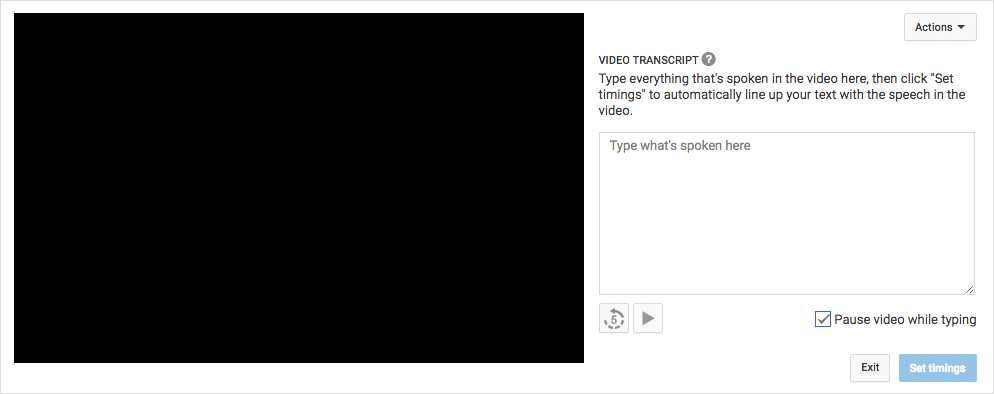 Actions
VIDEO TRANSCRIPT ?
Type everything that's spoken in the video here, then click "Set
timings" to automatically line up your text with the speech in the
video.
Type what's spoken here
5
Pause video while typing
Exit
Set timings